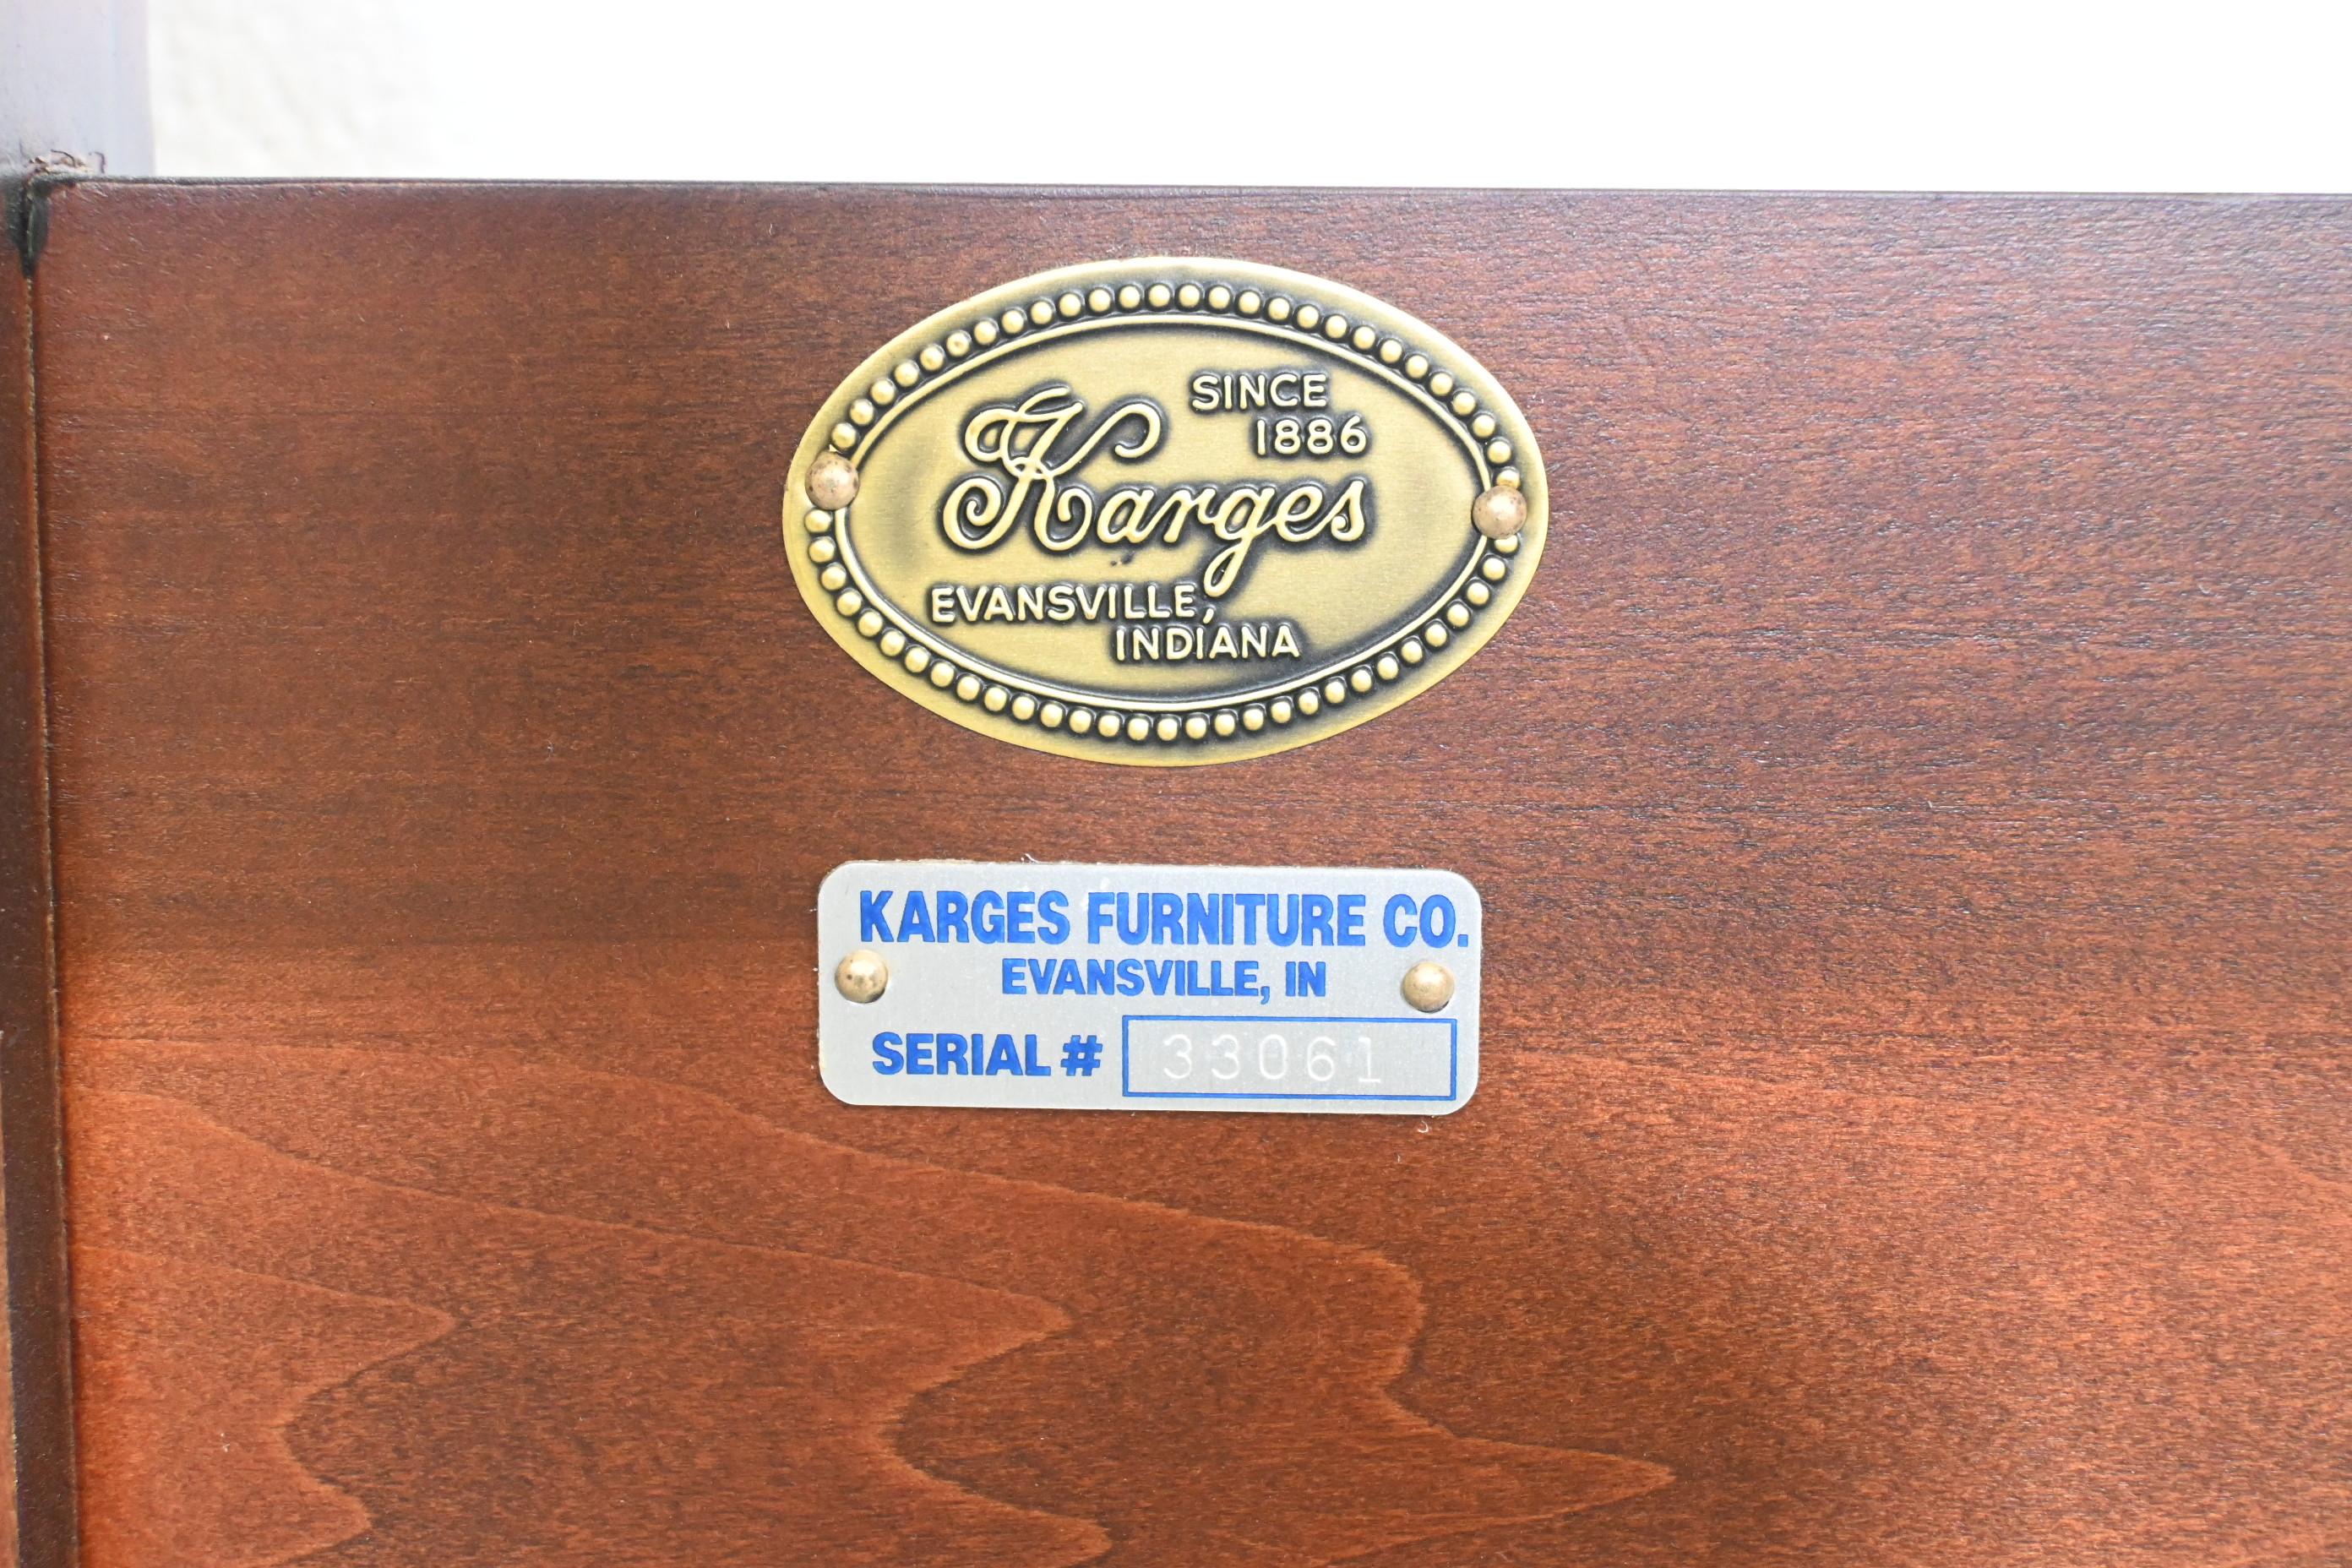 SINCE
1886
Karges
EVANSVILLE,
INDIANA
KARGES FURNITURE CO.
EVANSVILLE, IN
SERIAL # 33061